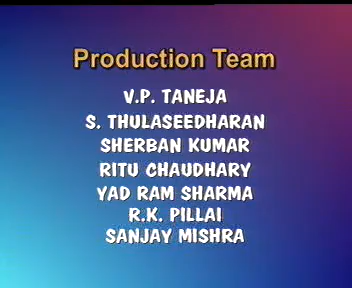 Production Team
V.P. TANEJA
S. THULASEEDHARAN
SHERBAN KUMAR
RITU CHAUDHARY
YAD RAM SHARMA
R.K. PILLAI
SANJAY MISHRA